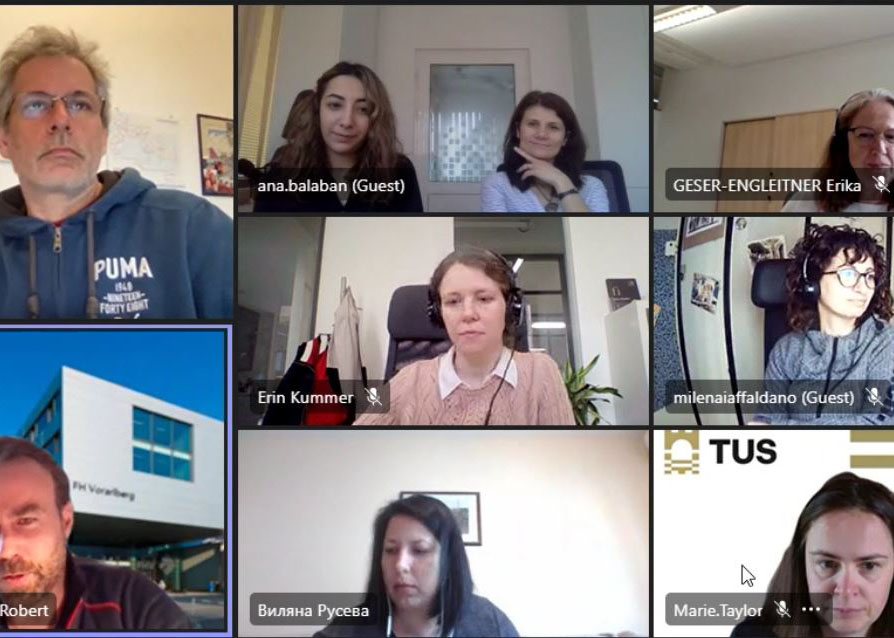 PUMA
1948
-NINETEEN-
FORTY EIGHT
ana.balaban (Guest)
GESER-ENGLEITNER Erika
Erin Kummer
milenaiaffaldano (Guest)
FH Vorarlberg
Robert
Виляна Русева
TUS
Marie.Taylor